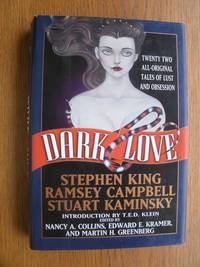 TWENTY TWO
ALL-ORIGINAL
TALES OF LUST
AND OBSESSION
DARK LOVE
STEPHEN KING
RAMSEY CAMPBELL
STUART KAMINSKY
INTRODUCTION BY T.E.D. KLEIN
EDITED BY
NANCY A. COLLINS, EDWARD E. KRAMER,
AND MARTIN H. GREENBERG